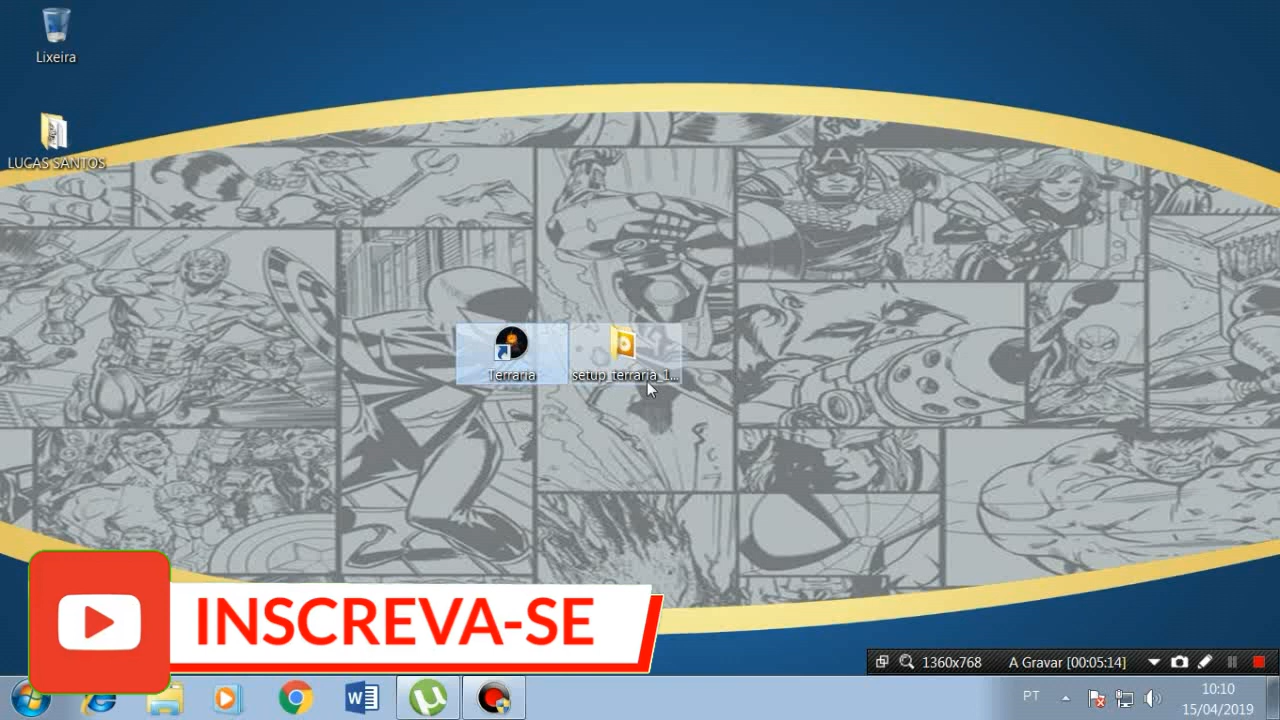 Lixeira
LUCAS SANTOS
Terraria
setup_terraria_1...
INSCREVA-SE
1360x768
A Gravar [00:05:14]
PT
10:10
15/04/2019